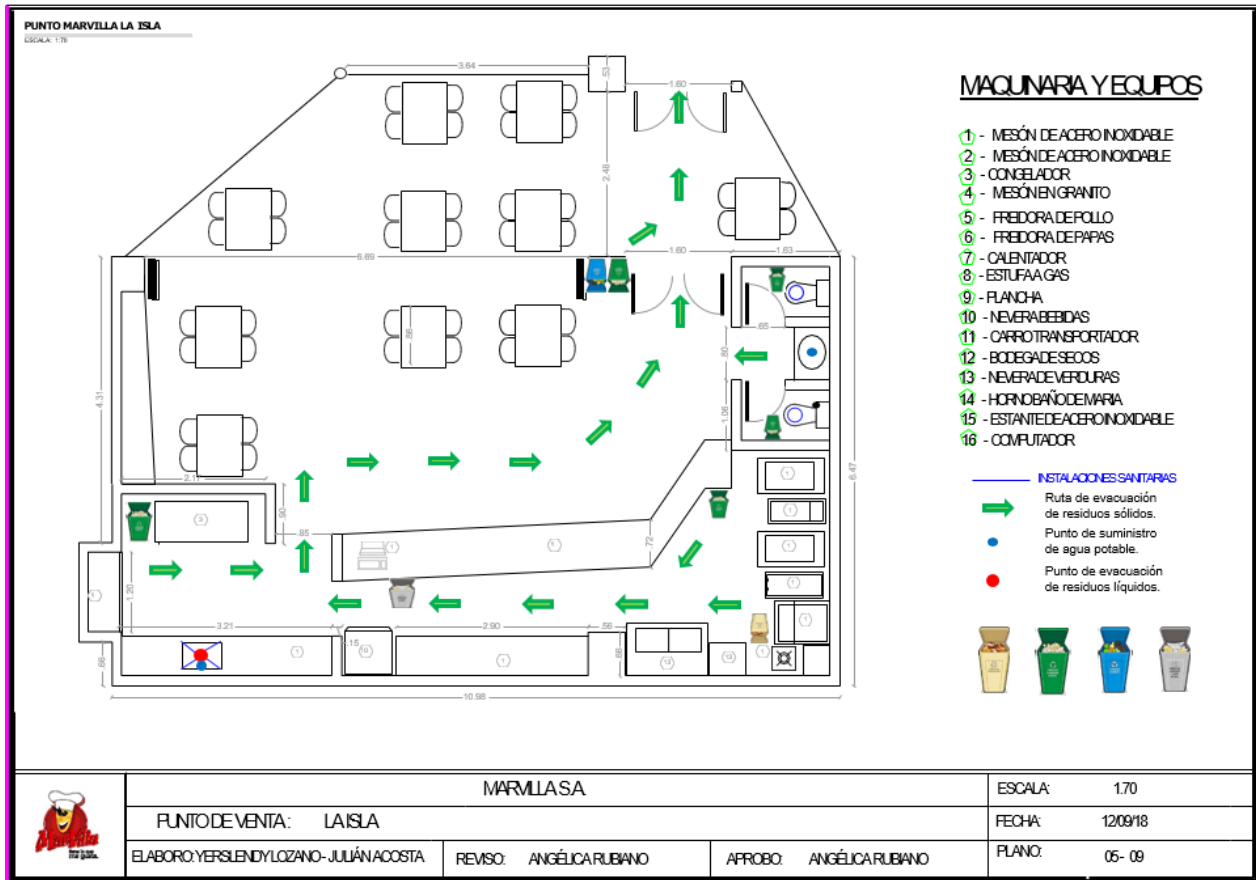 PUNTO MARVILLA LA ISLA
ESCALA: 1:70
3.64
.53
1.60
2.48
6.69
1.60
1.63
.86
.65
.80
4.31
1.06
6.47
2.17
.90
.85
.72
1.20
3.21
.15
2.90
.56
.66
.66
10.98
MAQUINARIA Y EQUIPOS
1 - MESÓN DE ACERO INOXIDABLE
2 - MESÓN DE ACERO INOXIDABLE
3 - CONGELADOR
4 - MESÓN EN GRANITO
5 - FREIDORA DE POLLO
6 - FREIDORA DE PAPAS
7 - CALENTADOR
8 - ESTUFA A GAS
9 - PLANCHA
10 - NEVERA BEBIDAS
11 - CARRO TRANSPORTADOR
12 - BODEGA DE SECOS
13 - NEVERA DE VERDURAS
14 - HORNO BAÑO DE MARIA
15 - ESTANTE DE ACERO INOXIDABLE
16 - COMPUTADOR
INSTALACIONES SANITARIAS
Ruta de evacuación
de residuos sólidos.
Punto de suministro
de agua potable.
Punto de evacuación
de residuos líquidos.
MARVILLA S.A.
PUNTO DE VENTA: LA ISLA
ELABORO: YERSLENDY LOZANO - JULIÁN ACOSTA
REVISO: ANGÉLICA RUBIANO
APROBO: ANGÉLICA RUBIANO
ESCALA: 1.70
FECHA: 12/09/18
PLANO: 05 - 09
Marvilla
me gusta.